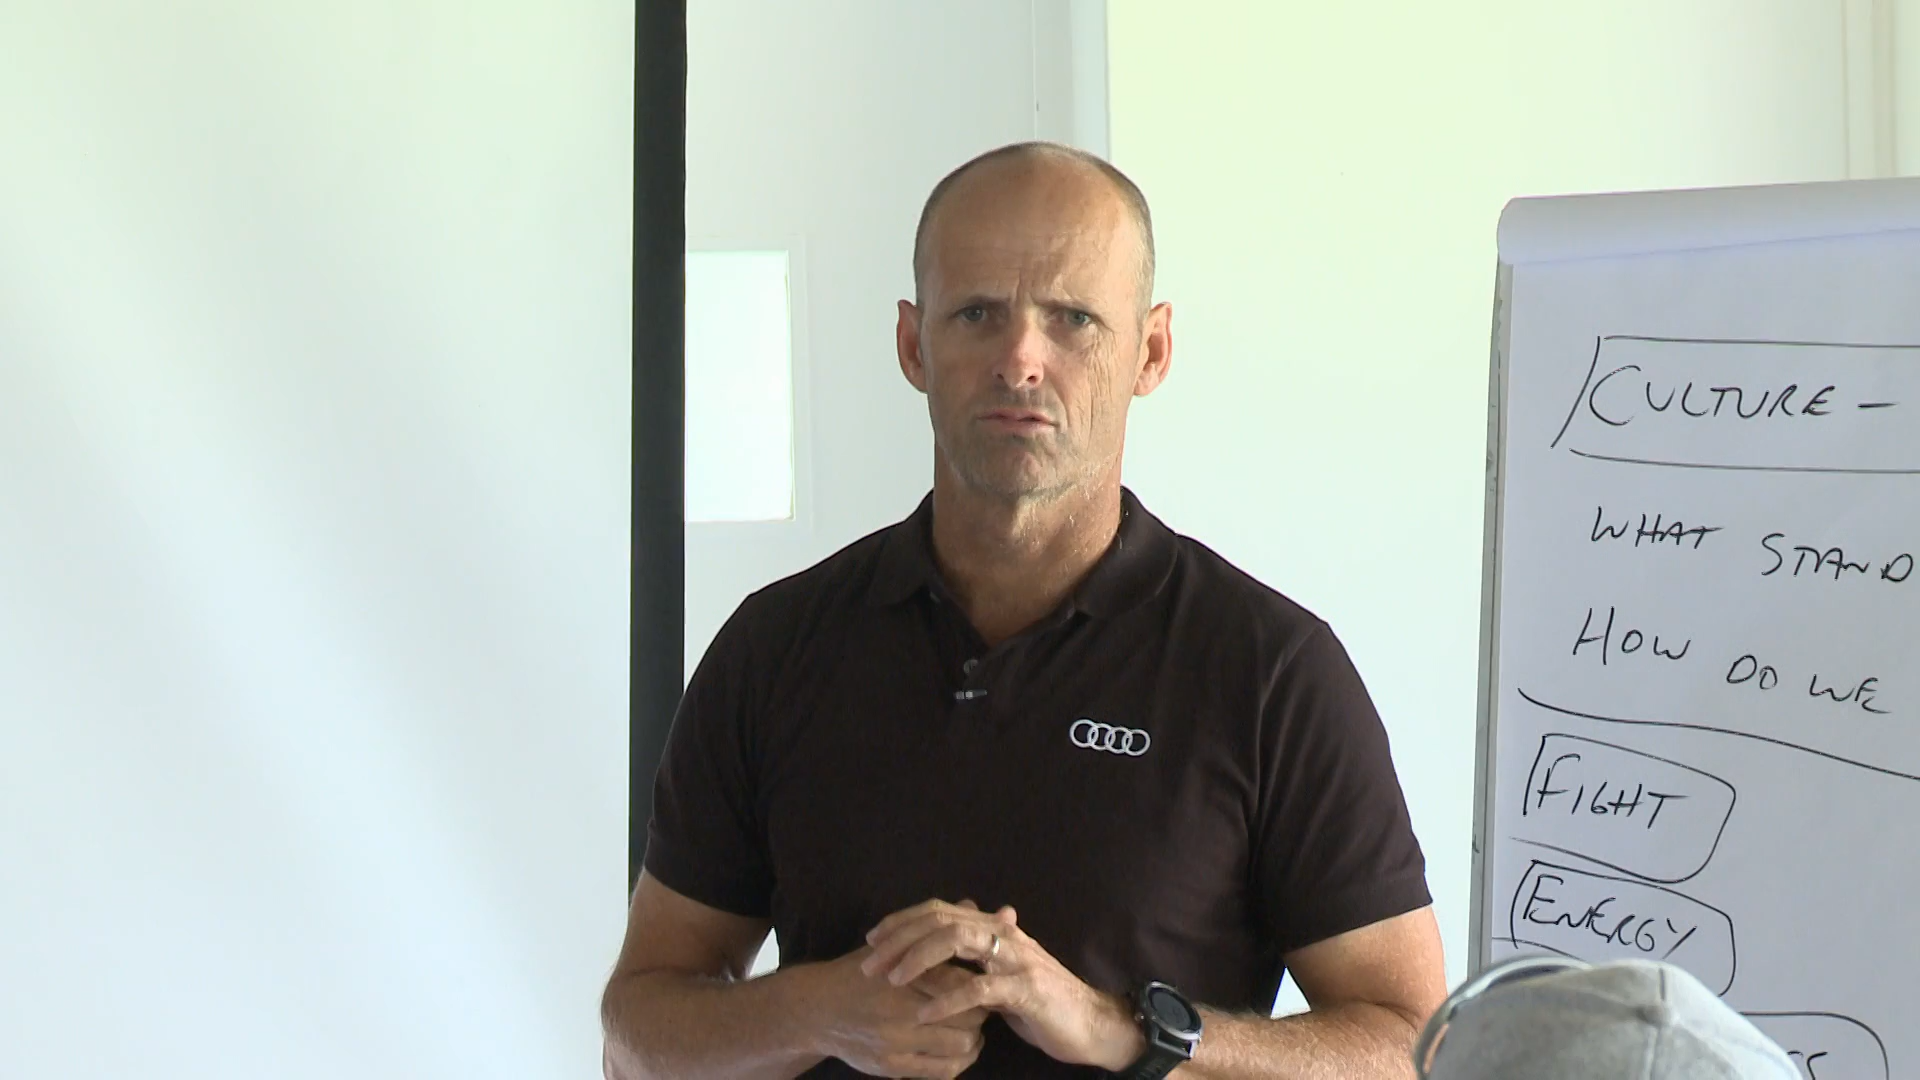 CULTURE –
WHAT STAND
HOW DO WE
FIGHT
ENERGY